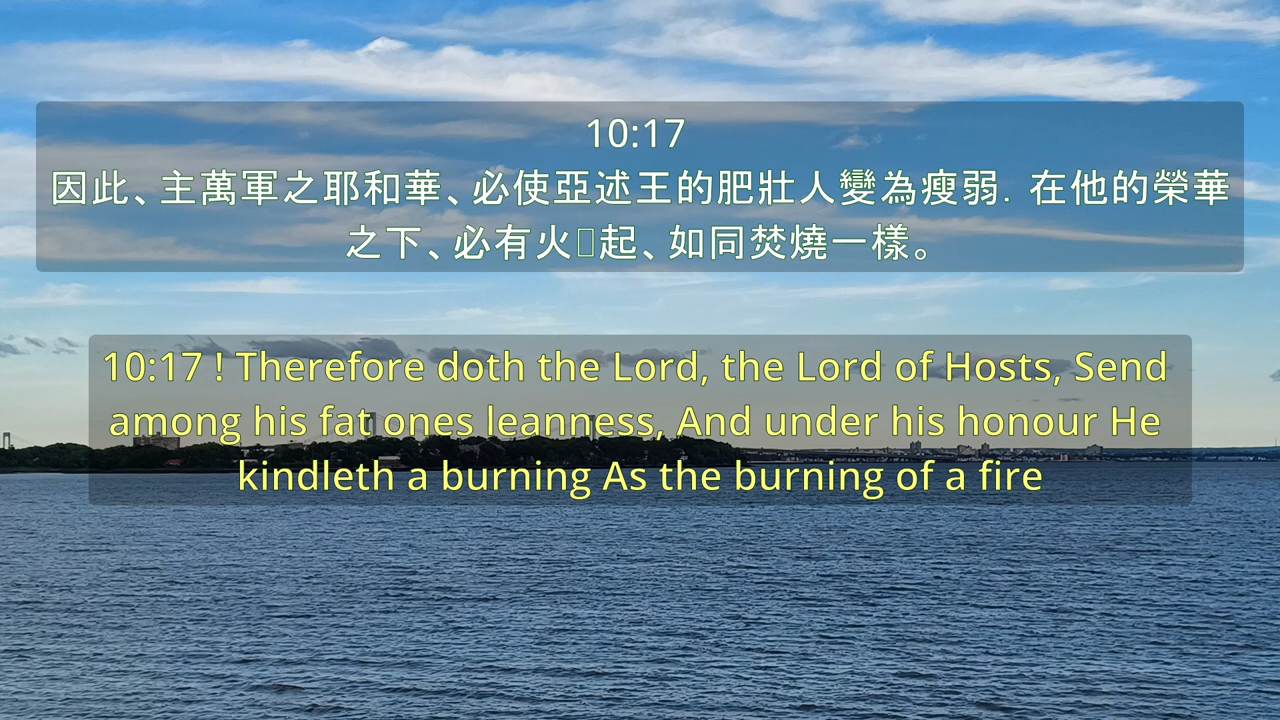 10:17
因此、主萬軍之耶和華、必使亞述王的肥壯人變為瘦弱．在他的榮華
之下、必有火起、如同焚燒一樣。
10:17 ! Therefore doth the Lord, the Lord of Hosts, Send
among his fat ones leanness, And under his honour He
kindleth a burning As the burning of a fire